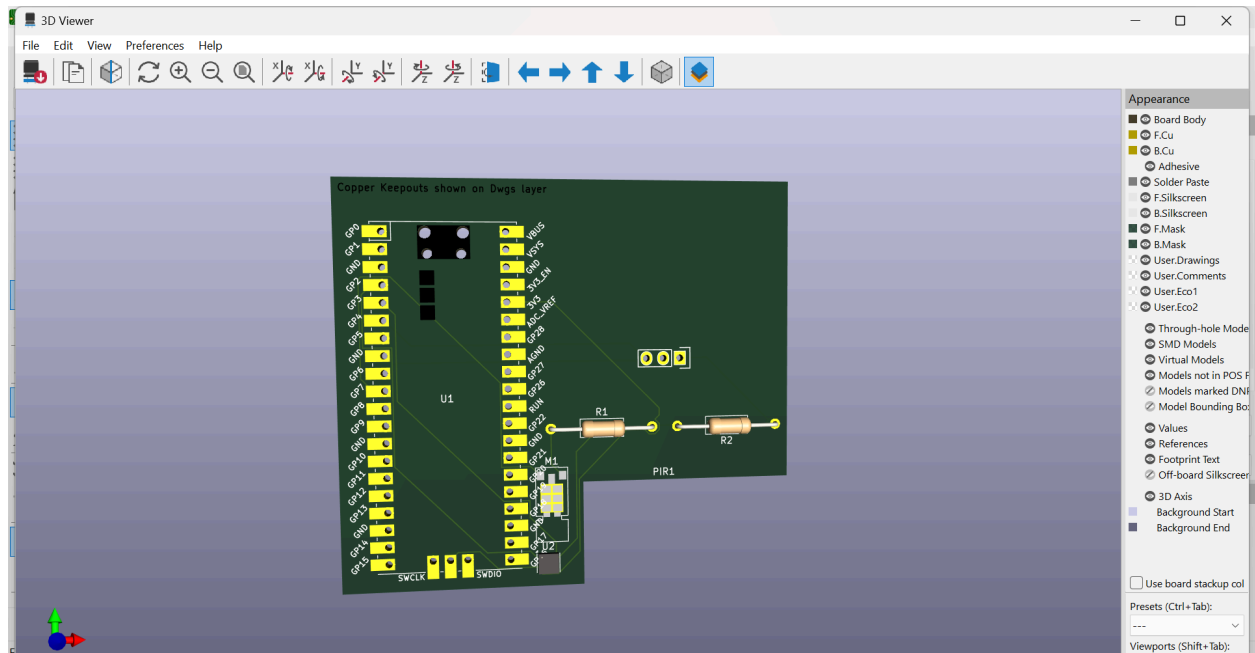 3D Viewer
File Edit View Preferences Help
Appearance
Board Body
F.Cu
B.Cu
Adhesive
Solder Paste
F.Silkscreen
B.Silkscreen
F.Mask
B.Mask
User.Drawings
User.Comments
User.Eco1
User.Eco2
Through-hole Mode
SMD Models
Virtual Models
Models not in POS F
Models marked DNP
Model Bounding Bo
Values
References
Footprint Text
Off-board Silkscreer
3D Axis
Background Start
Background End
Use board stackup col
Presets (Ctrl+Tab):
---
Viewports (Shift+Tab):
Copper Keepouts shown on Dwgs layer
GP0
GP1
GND
GP2
GP3
GP4
GP5
GND
GP6
GP7
GP8
GP9
GND
GP10
GP11
GP12
GP13
GND
GP14
GP15
VBUS
VSYS
GND
3V3_EN
3V3
ADC_VREF
GP28
AGND
GP27
GP26
RUN
GP22
GND
GP21
GND
GP17
U1
R1
R2
M1
PIR1
U2
SWCLK
SWDIO